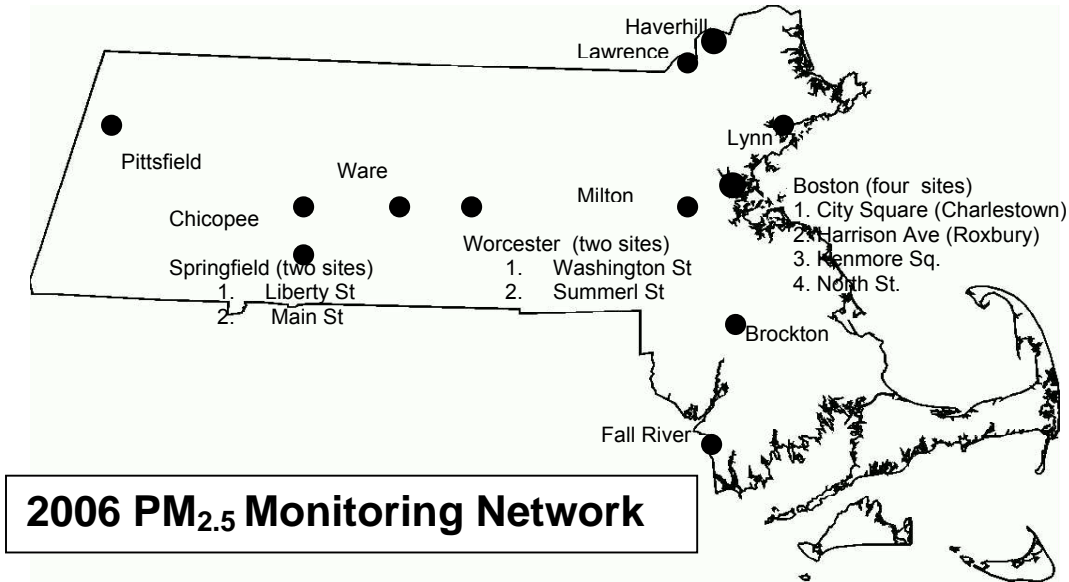 Haverhill
Lawrence
Lynn
Pittsfield
Ware
Milton
Chicopee
Boston (four sites)
1. City Square (Charlestown)
2. Harrison Ave (Roxbury)
3. Kenmore Sq.
4. North St.
Worcester (two sites)
1. Washington St
2. Summerl St
Springfield (two sites)
1. Liberty St
2. Main St
Brockton
Fall River
2006 PM2.5 Monitoring Network